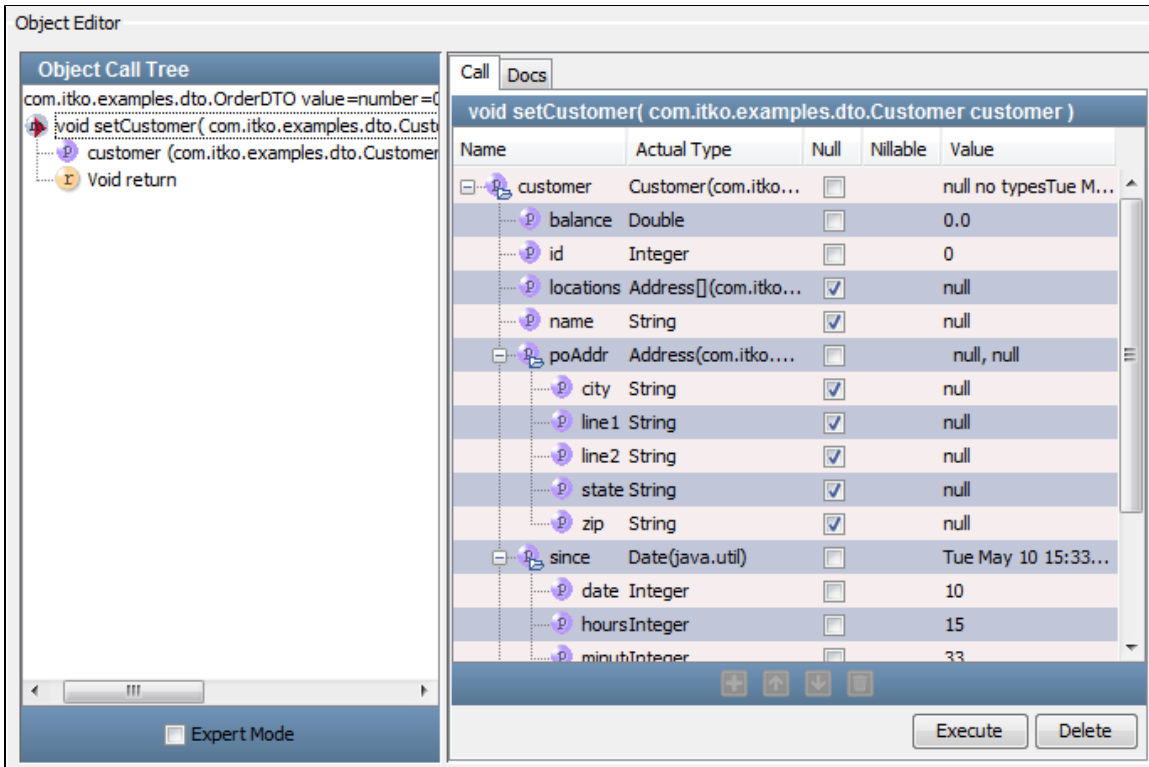 Object Editor
Object Call Tree
com.itko.examples.dto.OrderDTO value=number=0
void setCustomer( com.itko.examples.dto.Cust
P customer (com.itko.examples.dto.Customer
r Void return
Expert Mode
Call Docs
void setCustomer( com.itko.examples.dto.Customer customer )
Name Actual Type Null Nillable Value
P customer Customer(com.itko... null no typesTue M...
P balance Double 0.0
P id Integer 0
P locations Address[](com.itko... null
P name String null
P poAddr Address(com.itko.... null, null
P city String null
P line1 String null
P line2 String null
P state String null
P zip String null
P since Date(java.util) Tue May 10 15:33...
P date Integer 10
P hours Integer 15
P minut Integer 33
Execute Delete